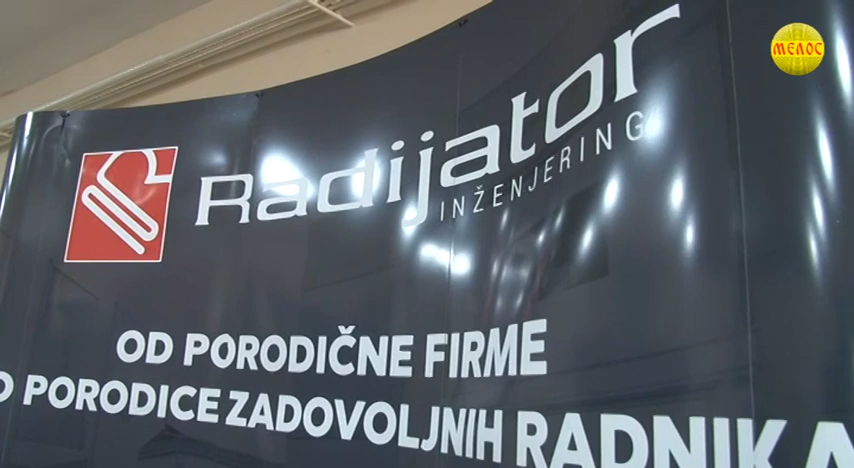 МЕЛОС
Radijator
INŽENJERING
OD PORODIČNE FIRME
PORODICE ZADOVOLJNIH RADNIKA